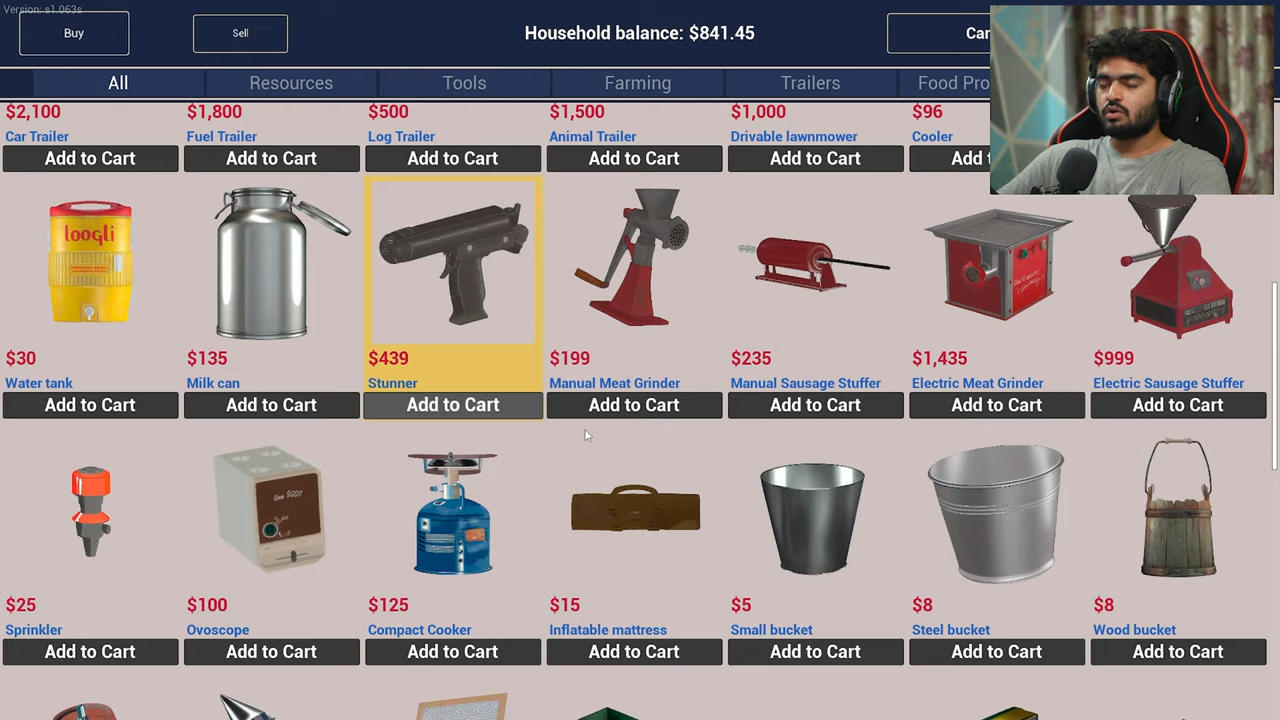 Version: s1.063s
Buy
Sell
Household balance: $841.45
Car
All
Resources
Tools
Farming
Trailers
Food Pro
$2,100
$1,800
$500
$1,500
$1,000
$96
Car Trailer
Fuel Trailer
Log Trailer
Animal Trailer
Drivable lawnmower
Cooler
Add to Cart
Add to Cart
Add to Cart
Add to Cart
Add to Cart
Add t
loogli
$30
$135
$439
$199
$235
$1,435
$999
Water tank
Milk can
Stunner
Manual Meat Grinder
Manual Sausage Stuffer
Electric Meat Grinder
Electric Sausage Stuffer
Add to Cart
Add to Cart
Add to Cart
Add to Cart
Add to Cart
Add to Cart
Add to Cart
$25
$100
$125
$15
$5
$8
$8
Sprinkler
Ovoscope
Compact Cooker
Inflatable mattress
Small bucket
Steel bucket
Wood bucket
Add to Cart
Add to Cart
Add to Cart
Add to Cart
Add to Cart
Add to Cart
Add to Cart